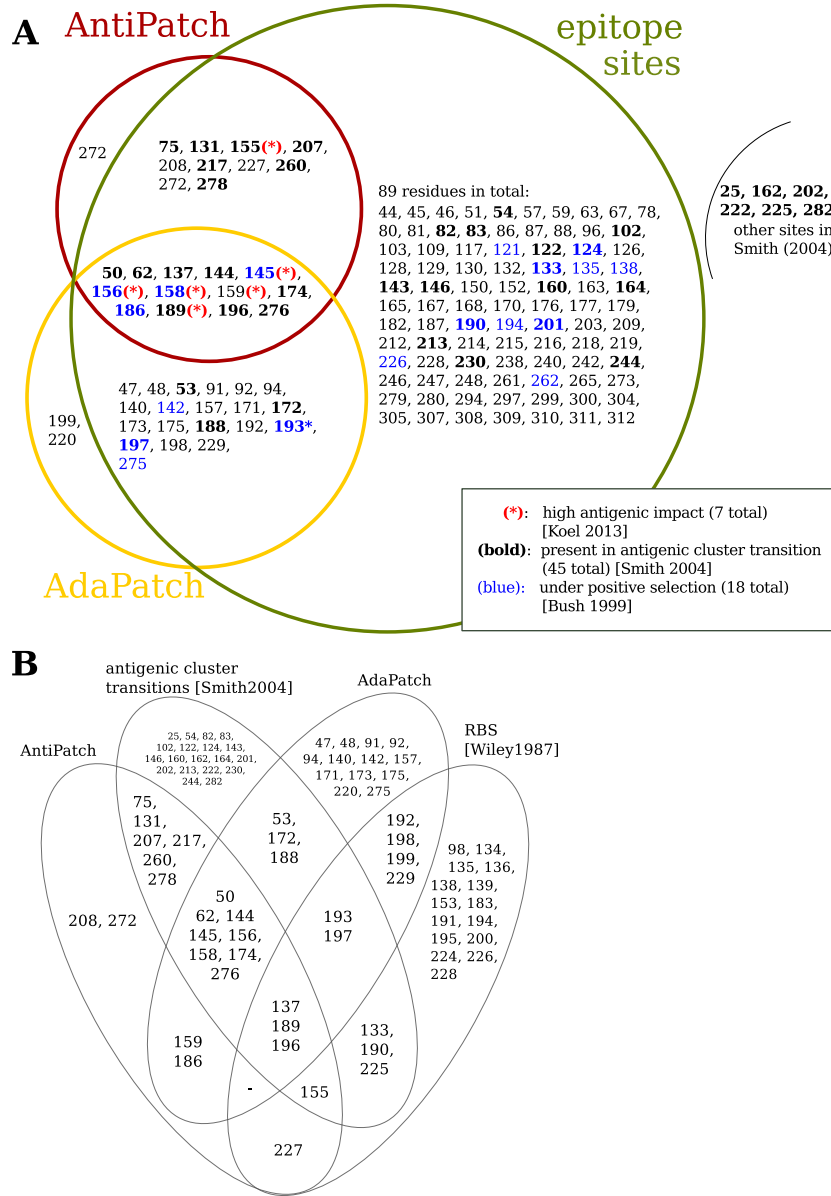 A
AntiPatch
epitope
sites
272
75, 131, 155(*), 207,
208, 217, 227, 260,
272, 278
50, 62, 137, 144, 145(*),
156(*), 158(*), 159(*), 174,
186, 189(*), 196, 276
47, 48, 53, 91, 92, 94,
140, 142, 157, 171, 172,
173, 175, 188, 192, 193*,
197, 198, 229,
275
199,
220
AdaPatch
89 residues in total:
44, 45, 46, 51, 54, 57, 59, 63, 67, 78,
80, 81, 82, 83, 86, 87, 88, 96, 102,
103, 109, 117, 121, 122, 124, 126,
128, 129, 130, 132, 133, 135, 138,
143, 146, 150, 152, 160, 163, 164,
165, 167, 168, 170, 176, 177, 179,
182, 187, 190, 194, 201, 203, 209,
212, 213, 214, 215, 216, 218, 219,
226, 228, 230, 238, 240, 242, 244,
246, 247, 248, 261, 262, 265, 273,
279, 280, 294, 297, 299, 300, 304,
305, 307, 308, 309, 310, 311, 312
25, 162, 202,
222, 225, 282
other sites in
Smith (2004)
(*): high antigenic impact (7 total)
[Koel 2013]
(bold): present in antigenic cluster transition
(45 total) [Smith 2004]
(blue): under positive selection (18 total)
[Bush 1999]
B
antigenic cluster
transitions [Smith2004]
AdaPatch
RBS
[Wiley1987]
AntiPatch
25, 54, 82, 83,
102, 122, 124, 143,
146, 160, 162, 164, 201,
202, 213, 222, 230,
244, 282
47, 48, 91, 92,
94, 140, 142, 157,
171, 173, 175,
220, 275
75,
131,
207, 217,
260,
278
53,
172,
188
192,
198,
199,
229
98, 134,
135, 136,
138, 139,
153, 183,
191, 194,
195, 200,
224, 226,
228
208, 272
50
62, 144
145, 156,
158, 174,
276
193
197
137
189
196
159
186
133,
190,
225
-
155
227